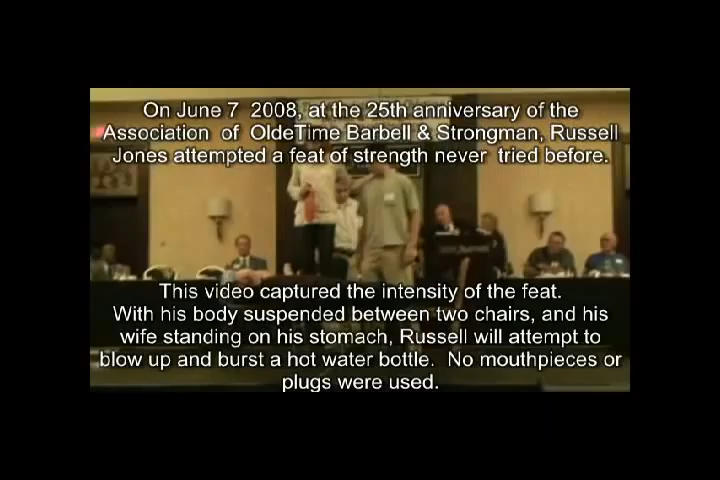 On June 7 2008, at the 25th anniversary of the
Association of OldeTime Barbell & Strongman, Russell
Jones attempted a feat of strength never tried before.
This video captured the intensity of the feat.
With his body suspended between two chairs, and his
wife standing on his stomach, Russell will attempt to
blow up and burst a hot water bottle. No mouthpieces or
plugs were used.